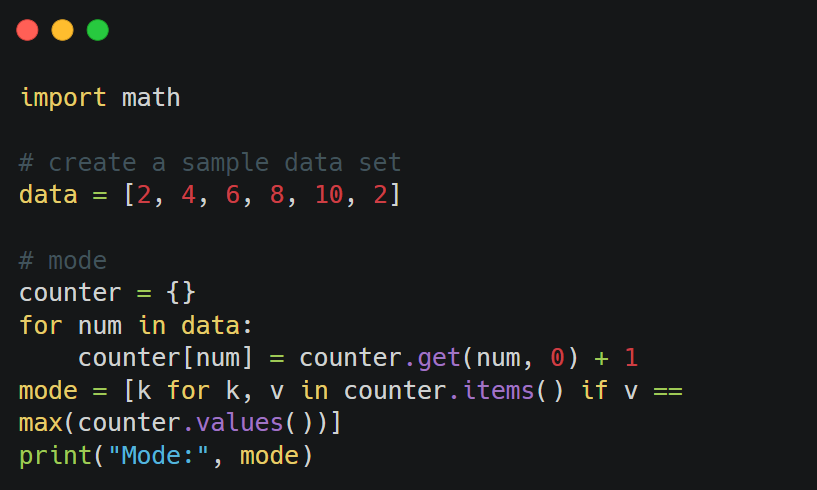 import math

# create a sample data set
data = [2, 4, 6, 8, 10, 2]

# mode
counter = {}
for num in data:
    counter[num] = counter.get(num, 0) + 1
mode = [k for k, v in counter.items() if v ==
max(counter.values())]
print("Mode:", mode)